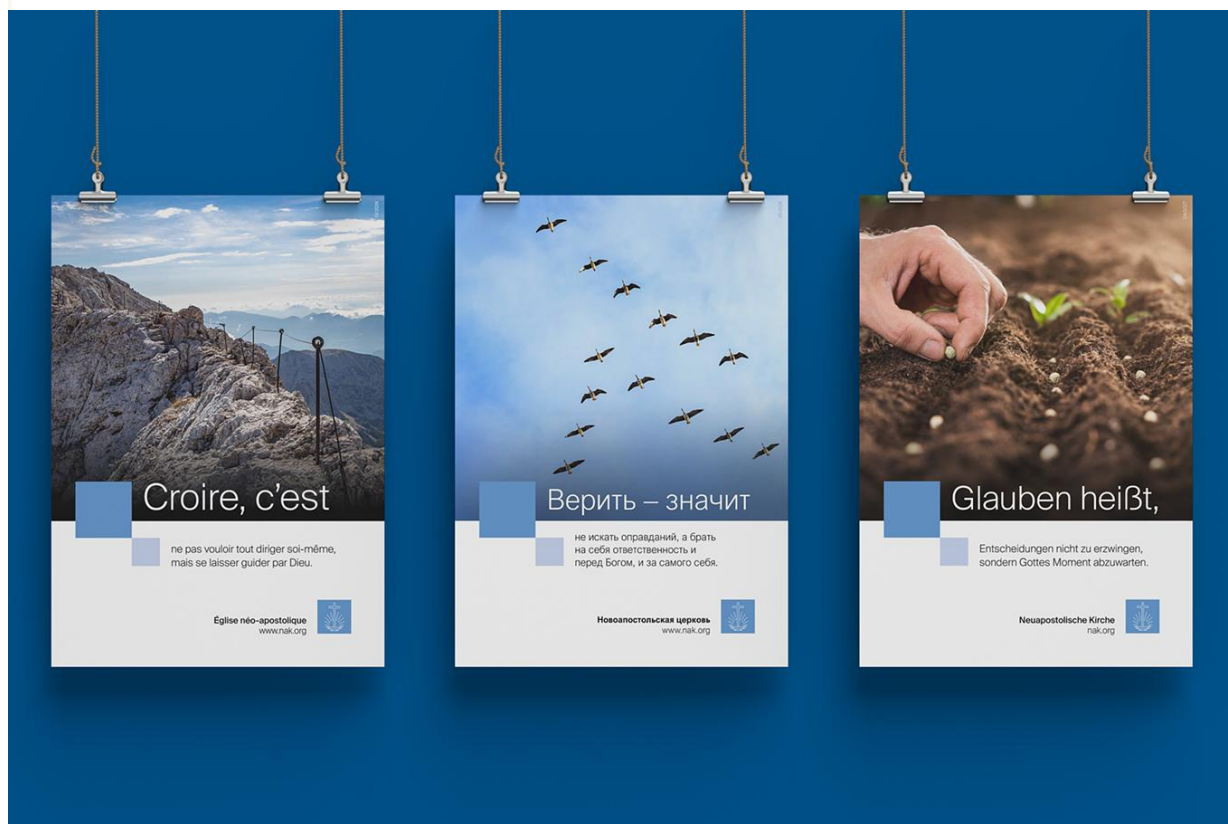 Croire, c'est
ne pas vouloir tout diriger soi-même,
mais se laisser guider par Dieu.
Église néo-apostolique
www.nak.org
Верить – значит
не искать оправданий, а брать
на себя ответственность и
перед Богом, и за самого себя.
Новоапостольская церковь
www.nak.org
Glauben heißt,
Entscheidungen nicht zu erzwingen,
sondern Gottes Moment abzuwarten.
Neuapostolische Kirche
nak.org